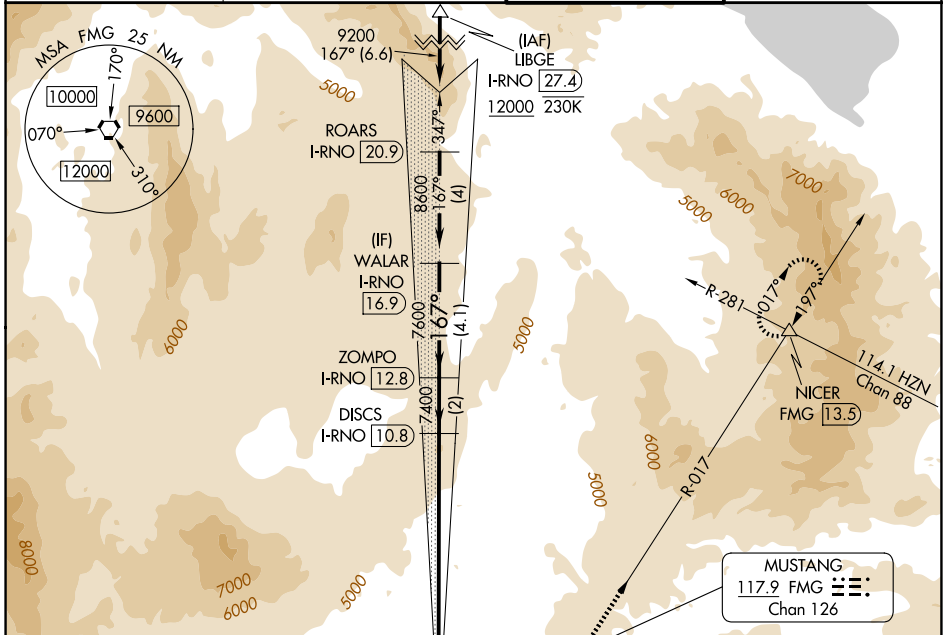 MSA FMG 25 NM
170°
10000
9600
070°
12000
310°
9200
167° (6.6)
(IAF)
LIBGE
I-RNO 27.4
12000 230K
5000
347°
ROARS
I-RNO 20.9
8600
167°
(4)
7000
6000
5000
(IF)
WALAR
I-RNO
16.9
7600
167°
(4.1)
R-281
017°
197°
6000
5000
ZOMPO
I-RNO 12.8
7400
(2)
DISCS
I-RNO 10.8
114.1 HZN
Chan 88
NICER
FMG 13.5
6000
R-017
5000
8000
7000
6000
5000
MUSTANG
117.9 FMG
Chan 126